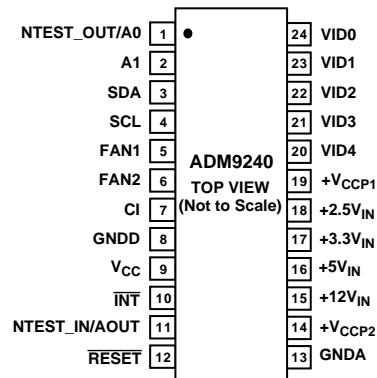 NTEST_OUT/A0 1 24 VID0
A1 2 23 VID1
SDA 3 22 VID2
SCL 4 21 VID3
FAN1 5 20 VID4
FAN2 6 19 +VCCP1
CI 7 18 +2.5VIN
GNDD 8 17 +3.3VIN
VCC 9 16 +5VIN
INT 10 15 +12VIN
NTEST_IN/AOUT 11 14 +VCCP2
RESET 12 13 GNDA
ADM9240
TOP VIEW
(Not to Scale)